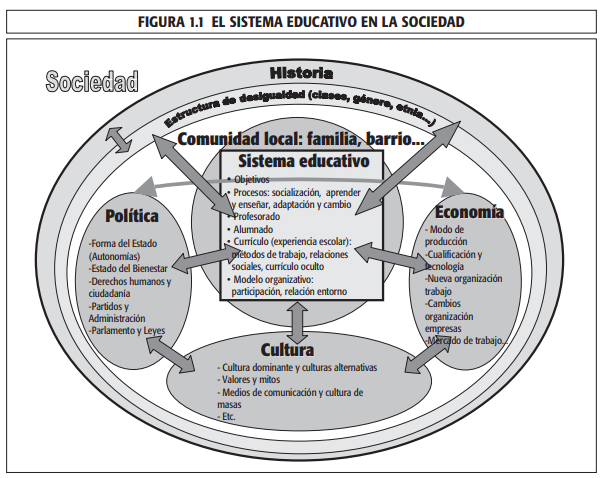 FIGURA 1.1 EL SISTEMA EDUCATIVO EN LA SOCIEDAD
Sociedad
Historia
Estructura de desigualdad (clases, género, etnia...)
Comunidad local: familia, barrio...
Sistema educativo
• Objetivos
• Procesos: socialización, aprender
y enseñar, adaptación y cambio
• Profesorado
• Alumnado
• Currículo (experiencia escolar):
métodos de trabajo, relaciones
sociales, currículo oculto
• Modelo organizativo:
participación, relación entorno
Política
-Forma del Estado
(Autonomías)
-Estado del Bienestar
-Derechos humanos y
ciudadanía
-Partidos y
Administración
-Parlamento y Leyes
Economía
- Modo de
producción
-Cualificación y
tecnología
-Nueva organización
trabajo
-Cambios
organización
empresas
-Mercado de trabajo...
Cultura
- Cultura dominante y culturas alternativas
- Valores y mitos
- Medios de comunicación y cultura de
masas
- Etc.